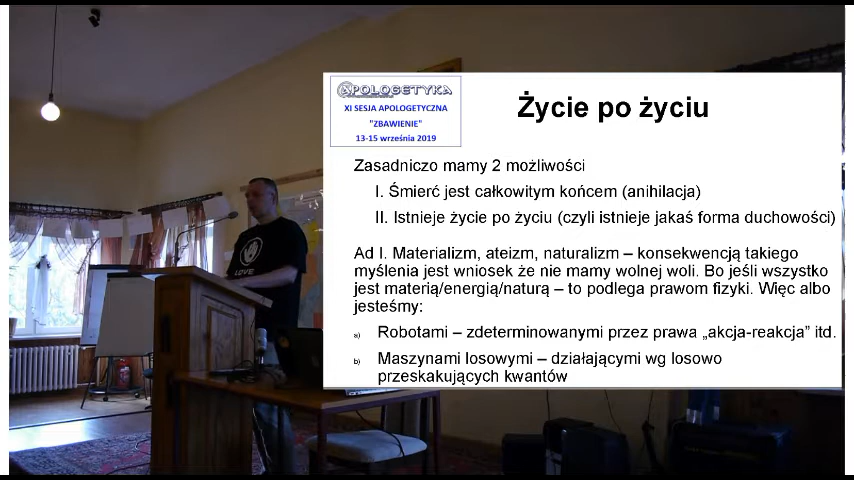 APOLOGETYKA
XI SESJA APOLOGETYCZNA
"ZBAWIENIE"
13-15 września 2019
Życie po życiu
Zasadniczo mamy 2 możliwości
I. Śmierć jest całkowitym końcem (anihilacja)
II. Istnieje życie po życiu (czyli istnieje jakaś forma duchowości)
Ad I. Materializm, ateizm, naturalizm – konsekwencją takiego
myślenia jest wniosek że nie mamy wolnej woli. Bo jeśli wszystko
jest materią/energią/naturą – to podlega prawom fizyki. Więc albo
jesteśmy:
a) Robotami – zdeterminowanymi przez prawa „akcja-reakcja” itd.
b) Maszynami losowymi – działającymi wg losowo
przeskakujących kwantów
LOVE